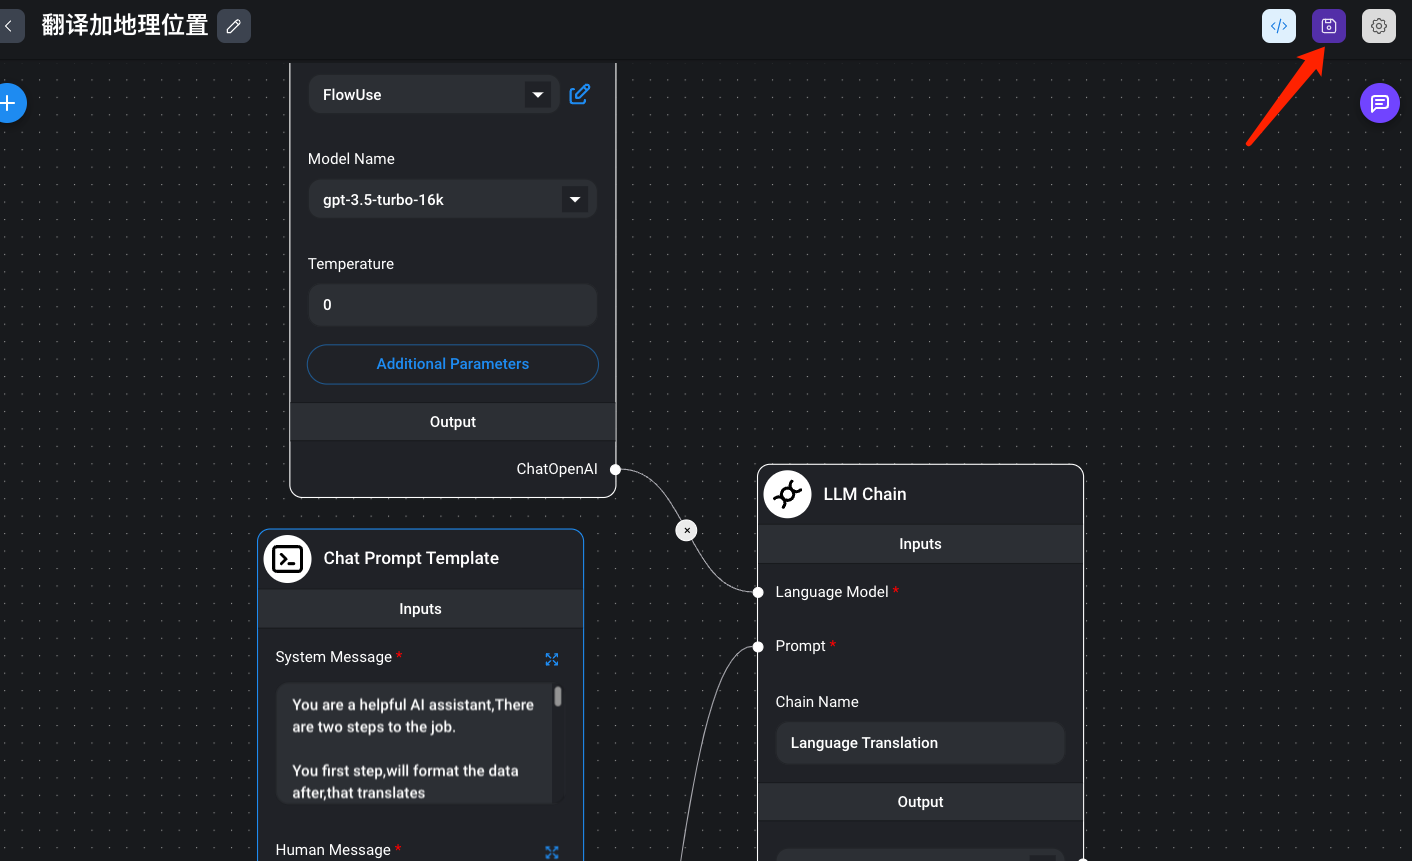 翻译加地理位置
FlowUse
Model Name
gpt-3.5-turbo-16k
Temperature
0
Additional Parameters
Output
ChatOpenAI
Chat Prompt Template
Inputs
System Message *
You are a helpful AI assistant,There
are two steps to the job.
You first step,will format the data
after,that translates
Human Message *
LLM Chain
Inputs
Language Model *
Prompt *
Chain Name
Language Translation
Output